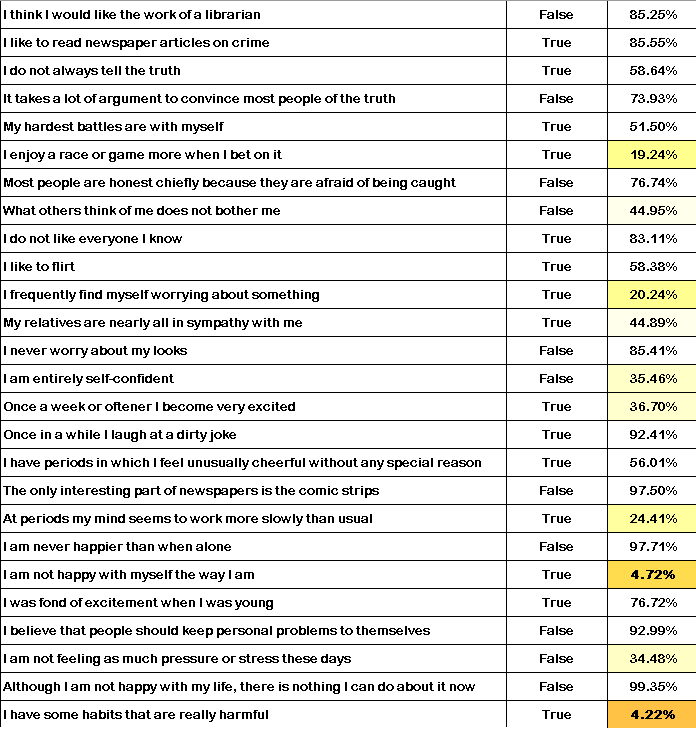 I think I would like the work of a librarian False 85.25%
I like to read newspaper articles on crime True 85.55%
I do not always tell the truth True 58.64%
It takes a lot of argument to convince most people of the truth False 73.93%
My hardest battles are with myself True 51.50%
I enjoy a race or game more when I bet on it True 19.24%
Most people are honest chiefly because they are afraid of being caught False 76.74%
What others think of me does not bother me False 44.95%
I do not like everyone I know True 83.11%
I like to flirt True 58.38%
I frequently find myself worrying about something True 20.24%
My relatives are nearly all in sympathy with me True 44.89%
I never worry about my looks False 85.41%
I am entirely self-confident False 35.46%
Once a week or oftener I become very excited True 36.70%
Once in a while I laugh at a dirty joke True 92.41%
I have periods in which I feel unusually cheerful without any special reason True 56.01%
The only interesting part of newspapers is the comic strips False 97.50%
At periods my mind seems to work more slowly than usual True 24.41%
I am never happier than when alone False 97.71%
I am not happy with myself the way I am True 4.72%
I was fond of excitement when I was young True 76.72%
I believe that people should keep personal problems to themselves False 92.99%
I am not feeling as much pressure or stress these days False 34.48%
Although I am not happy with my life, there is nothing I can do about it now False 99.35%
I have some habits that are really harmful True 4.22%